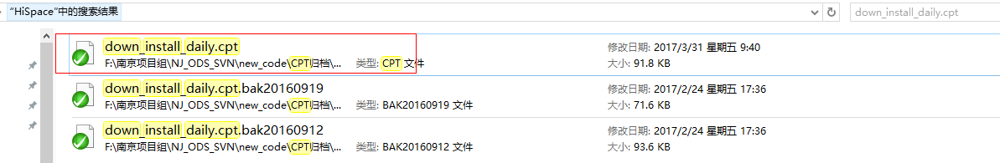 "HiSpace"中的搜索结果
down_install_daily.cpt
down_install_daily.cpt
修改日期: 2017/3/31 星期五 9:40
F:\南京项目组\NJ_ODS_SVN\new_code\CPT归档\... 类型: CPT 文件
大小: 91.8 KB
down_install_daily.cpt.bak20160919
修改日期: 2017/2/24 星期五 17:36
F:\南京项目组\NJ_ODS_SVN\new_code\CPT归档\... 类型: BAK20160919 文件
大小: 71.6 KB
down_install_daily.cpt.bak20160912
修改日期: 2017/2/24 星期五 17:36
F:\南京项目组\NJ_ODS_SVN\new_code\CPT归档\... 类型: BAK20160912 文件
大小: 93.6 KB